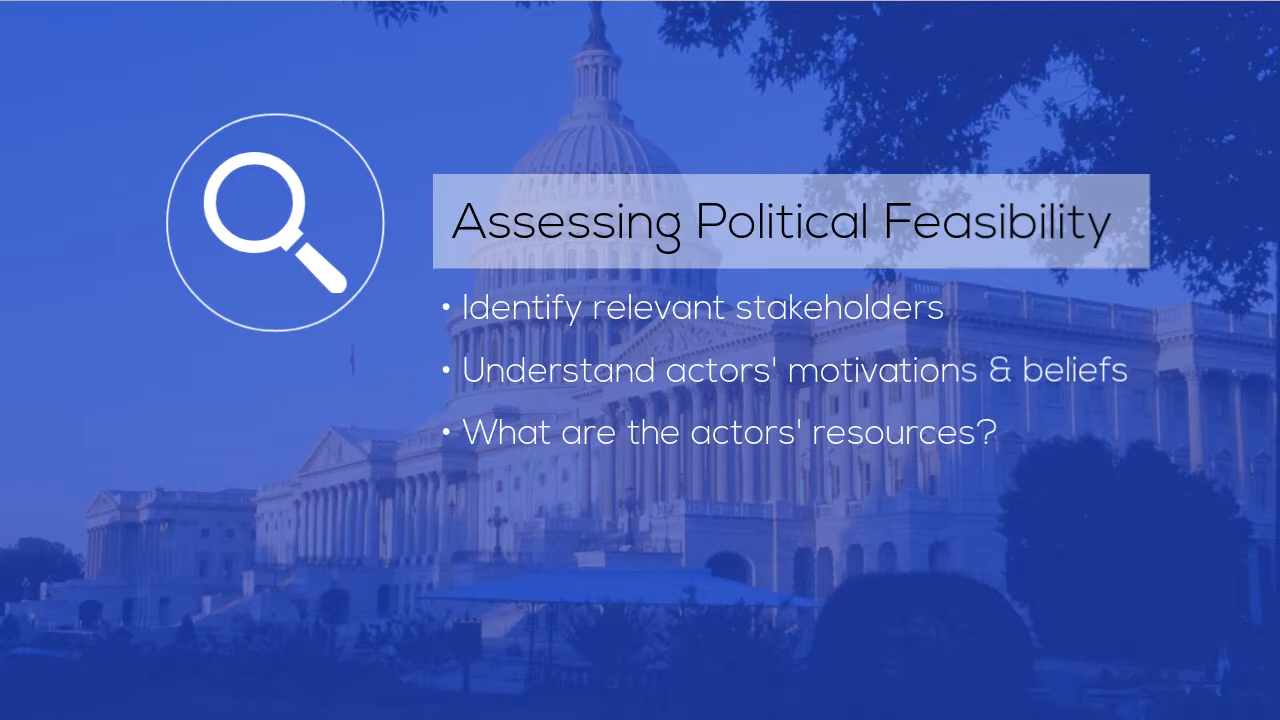 Assessing Political Feasibility
• Identify relevant stakeholders
• Understand actors' motivations & beliefs
• What are the actors' resources?